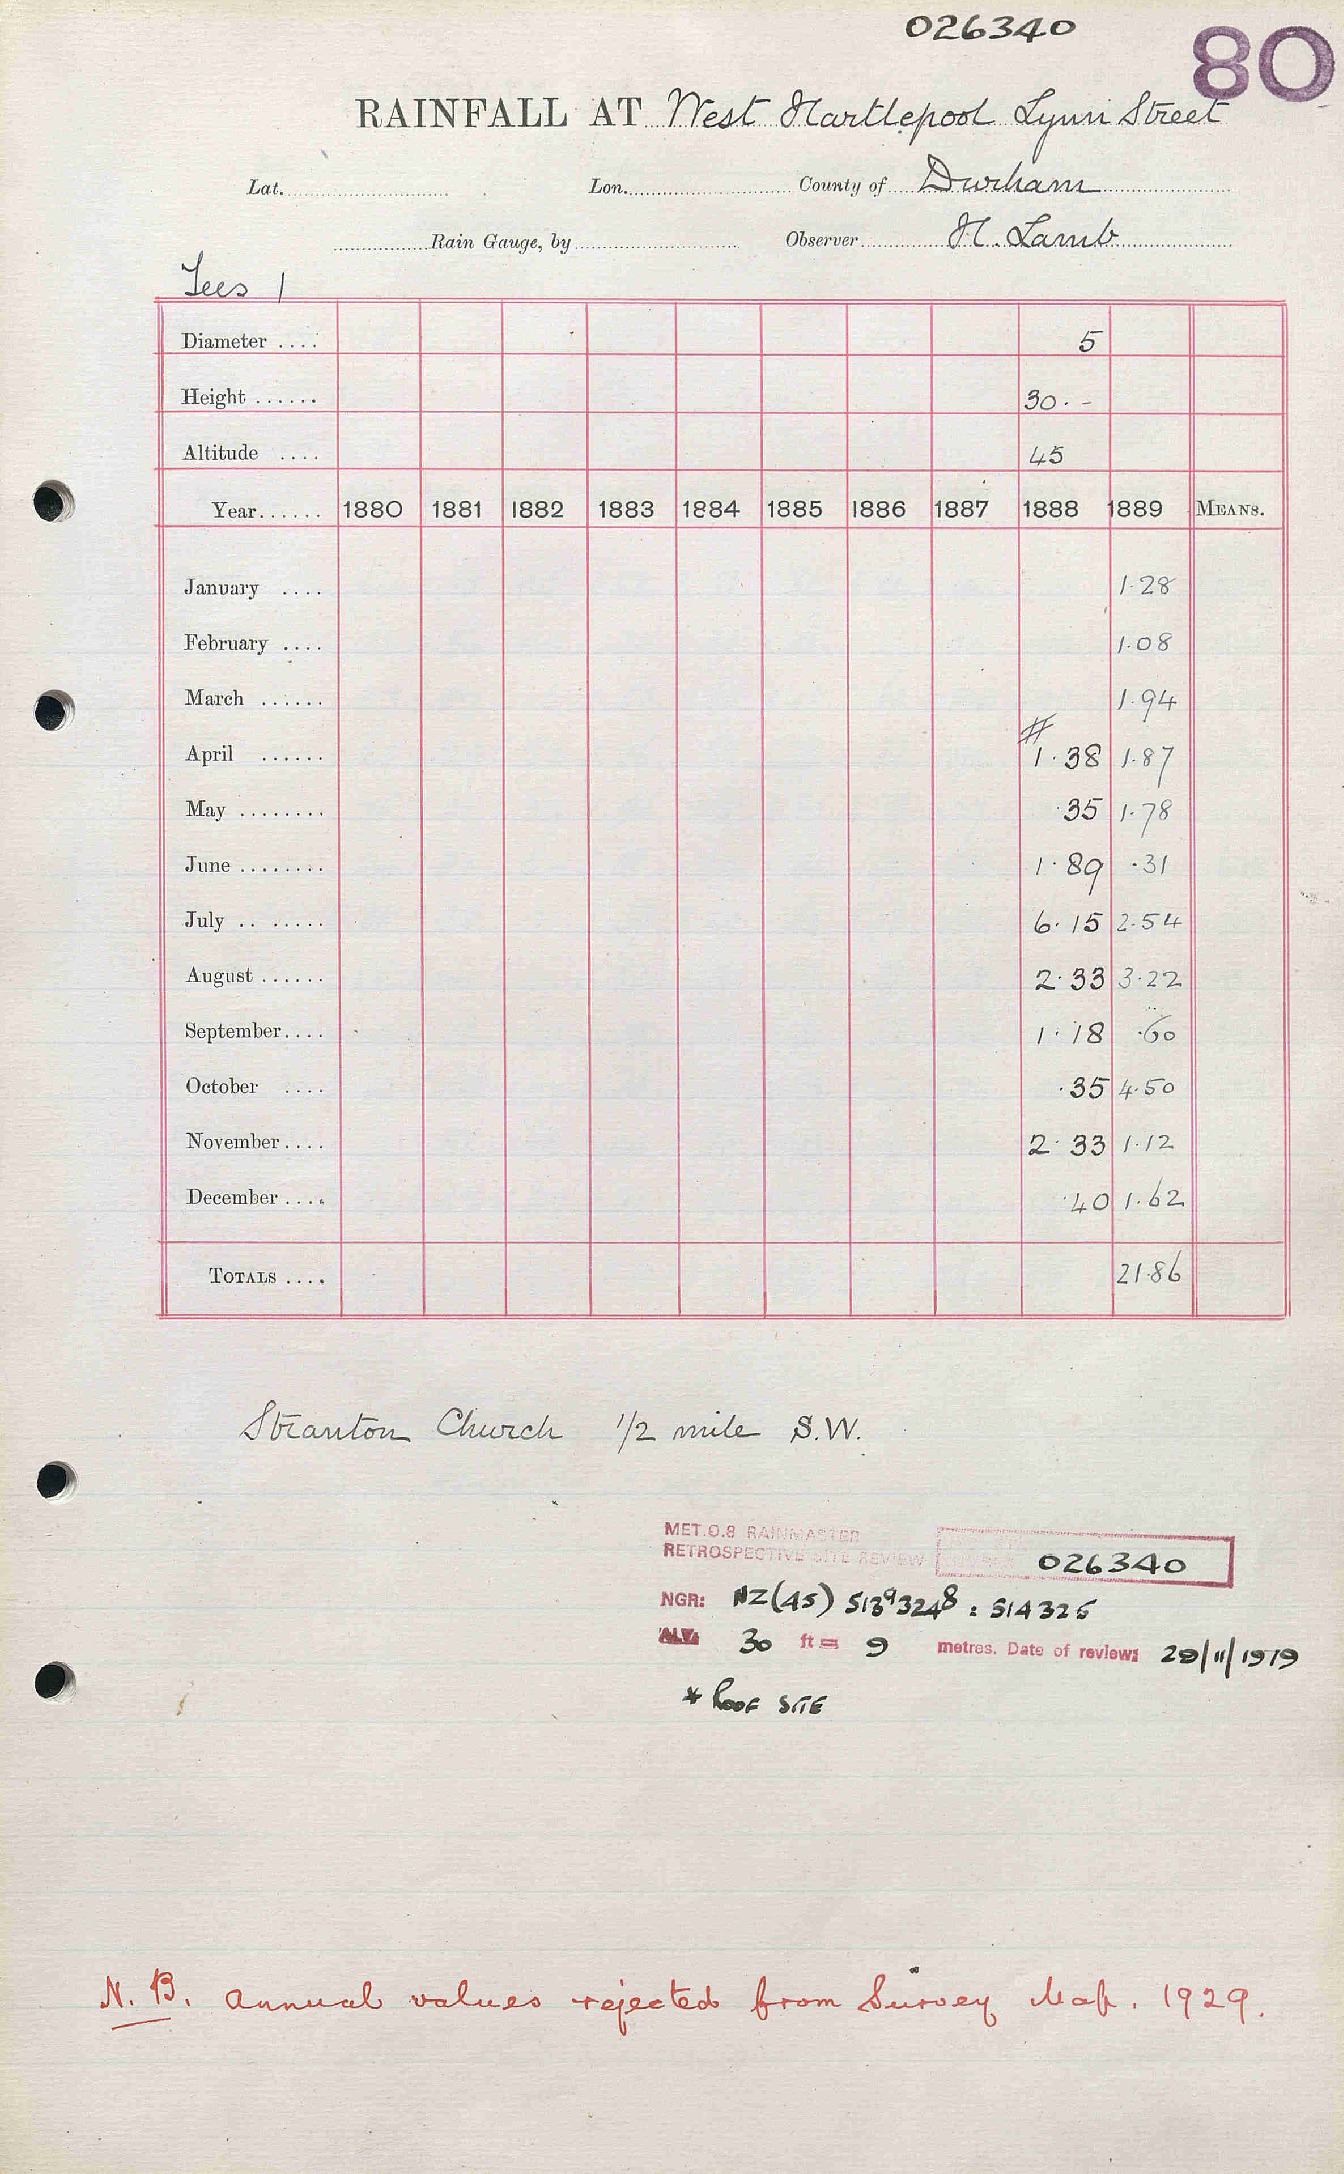 026340
80
RAINFALL AT West Hartlepool Lynn Street
Lat. Lon. County of Durham
Rain Gauge, by Observer H. Lamb
Tees 1
Diameter .... 5
Height ...... 30. -
Altitude .... 45
Year...... 1880 1881 1882 1883 1884 1885 1886 1887 1888 1889 MEANS.
January .... 1.28
February .... 1.08
March ...... 1.94
#
April ...... 1.38 1.87
May ........ .35 1.78
June ........ 1.89 .31
July .. ..... 6.15 2.54
August ...... 2.33 3.22
September.... 1.18 .60
October .... .35 4.50
November.... 2.33 1.12
December .... .40 1.62
TOTALS .... 21.86
Stranton Church 1/2 mile S.W.
MET.O.8 RAINMASTER
RETROSPECTIVE SITE REVIEW 026340
NGR: NZ(45) 51393248 : 514325
ALT: 30 ft = 9 metres. Date of review: 29/11/1979
* ROOF SITE
N.B. Annual values rejected from Survey Map. 1929.